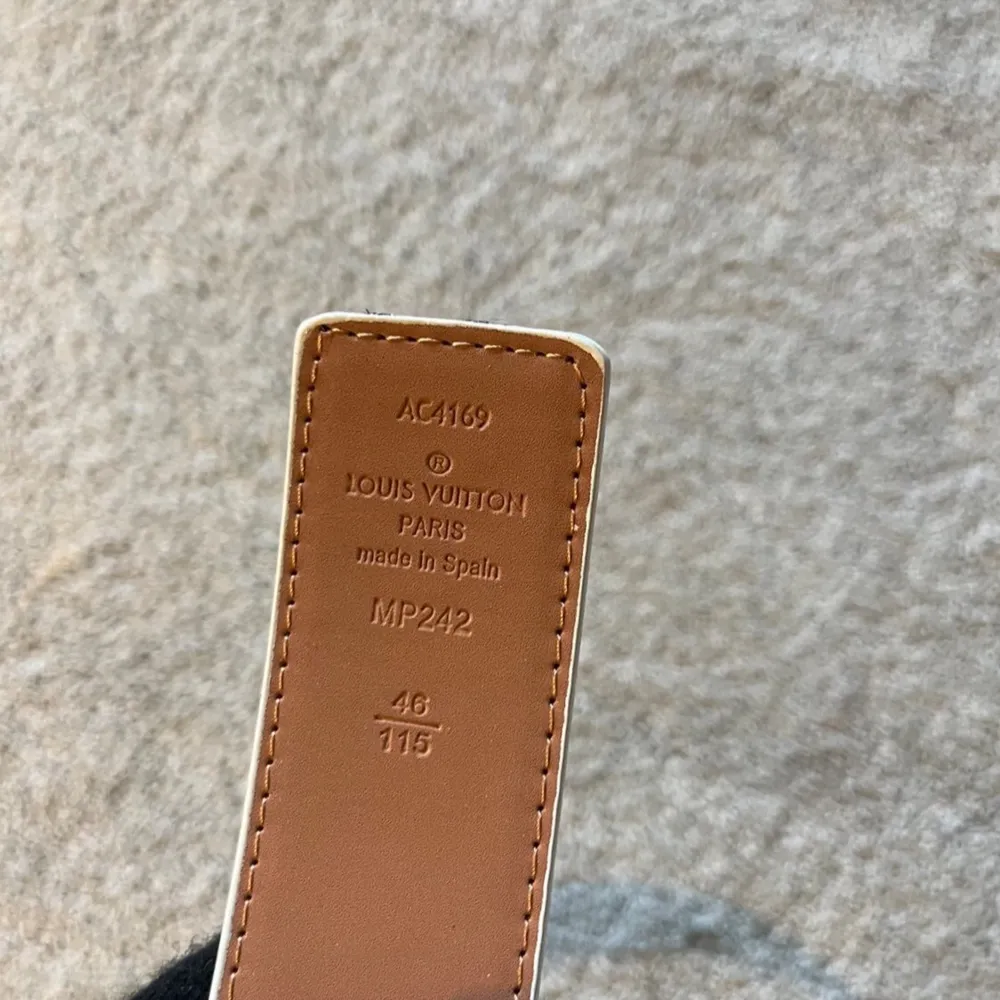 AC4169
®
LOUIS VUITTON
PARIS
made in Spain
MP242
46
115